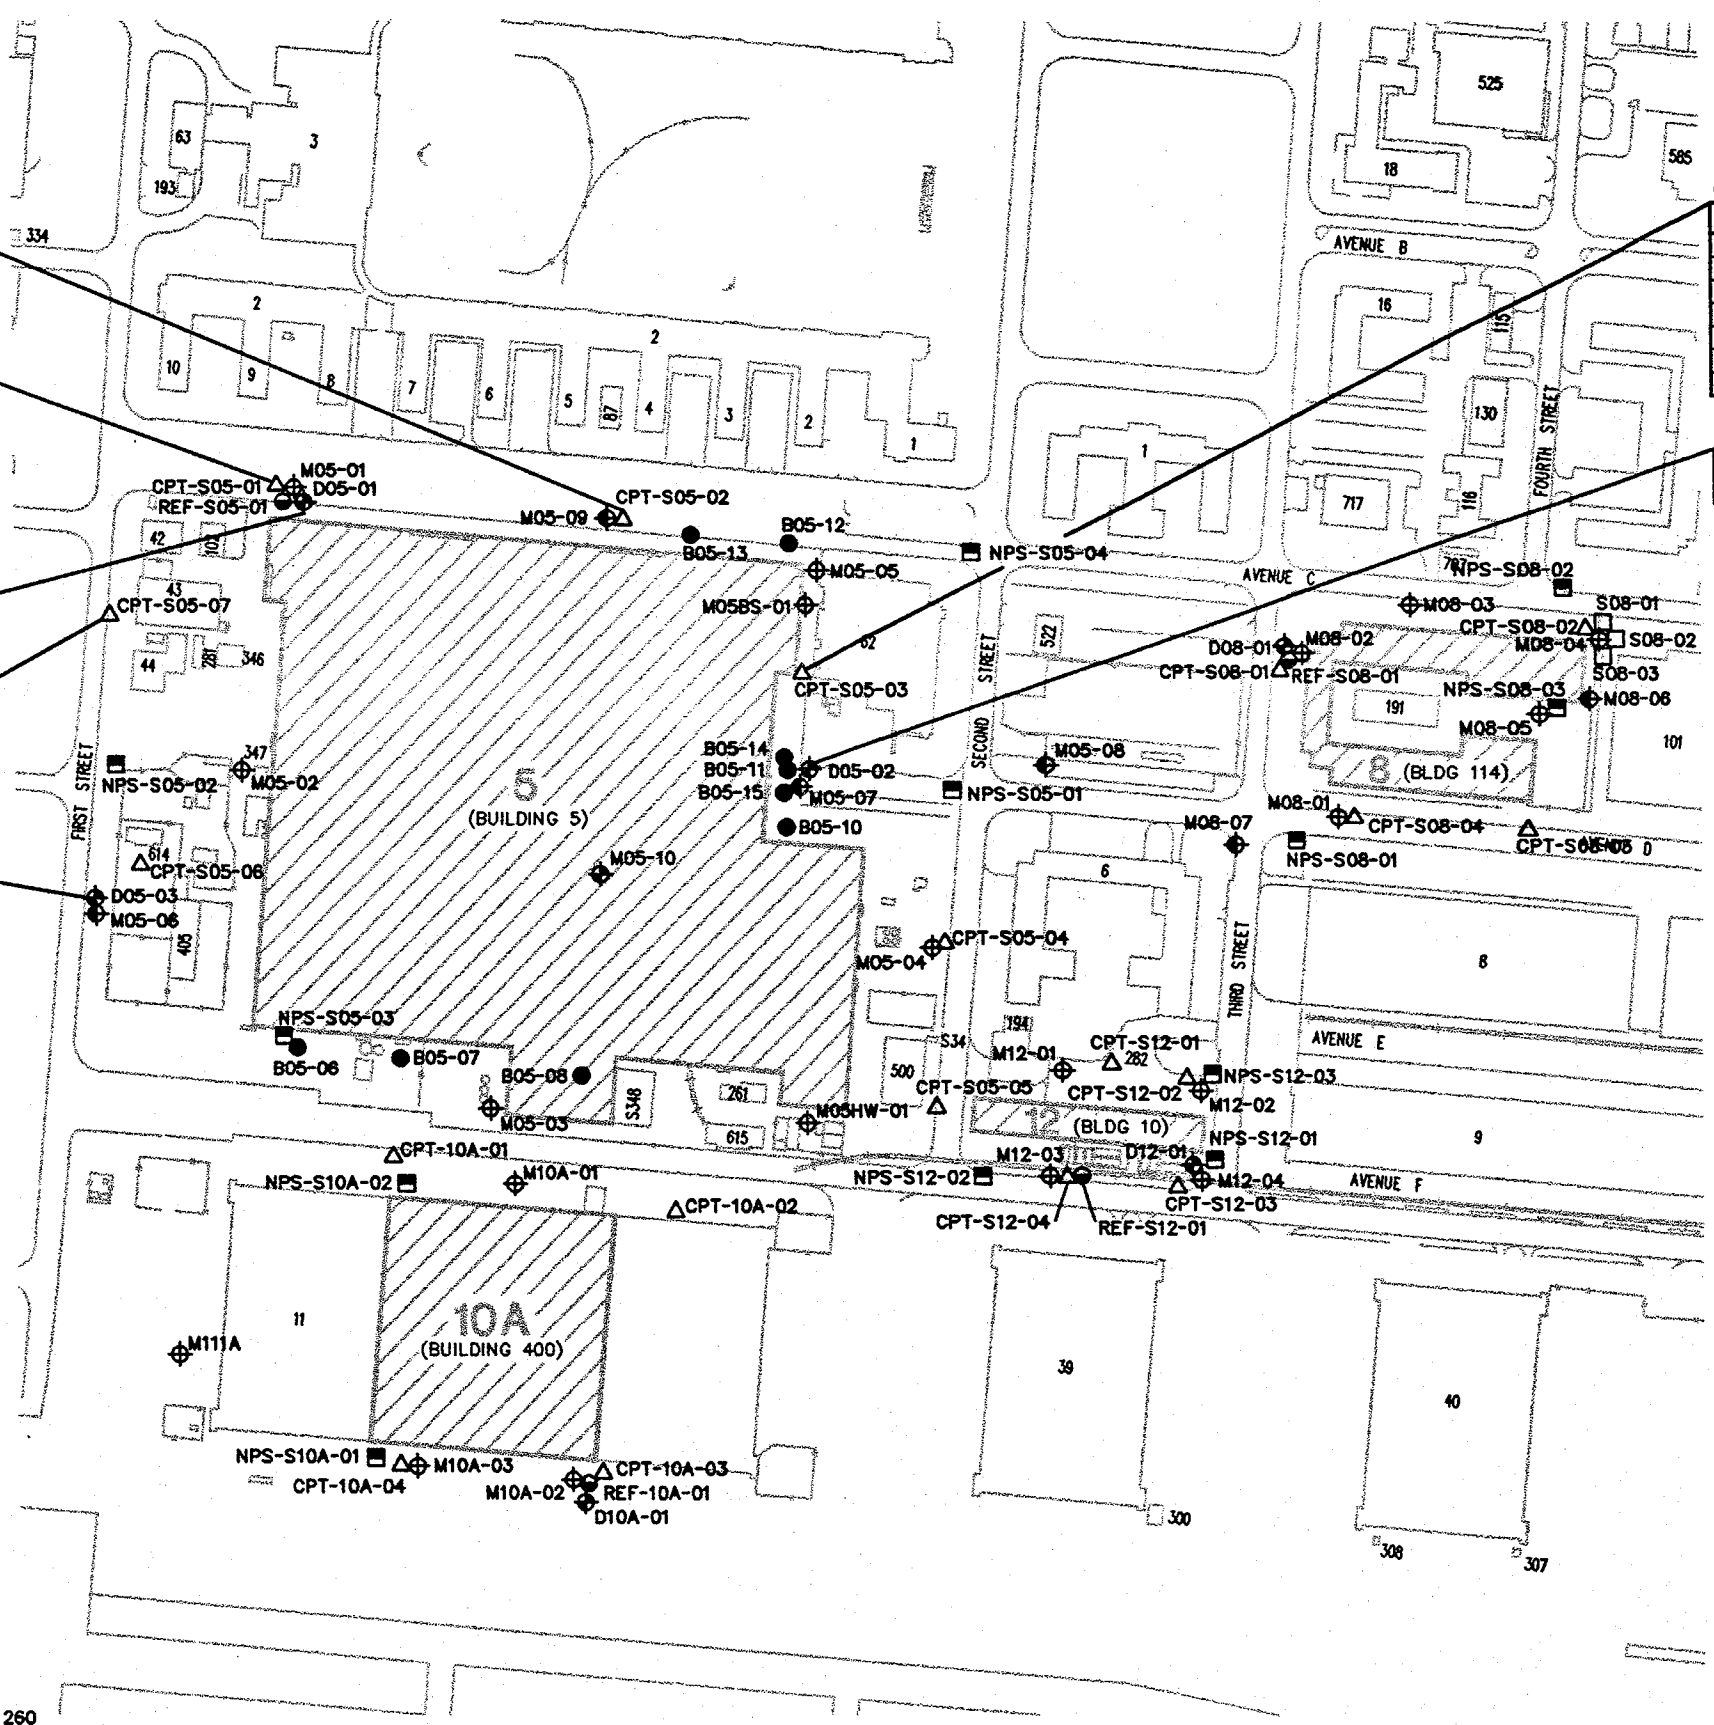 525
63
3
585
18
193
334
AVENUE B
2
16
115
2
10
9
8
7
6
5
87
4
3
2
1
130
FOURTH STREET
1
M05-01
CPT-S05-01
D05-01
REF-S05-01
CPT-S05-02
M05-09
717
116
B05-12
B05-13
42
NPS-S05-04
M05-05
AVENUE C
NPS-S08-02
43
CPT-S05-07
M05BS-01
M08-03
S08-01
CPT-S08-02
522
62
D08-01
M08-02
M08-04
S08-02
44
281
346
CPT-S08-01
REF-S08-01
S08-03
CPT-S05-03
NPS-S08-03
M08-06
191
M08-05
SECOND STREET
347
B05-14
M05-08
101
FIRST STREET
NPS-S05-02
M05-02
5
B05-11
D05-02
8
(BLDG 114)
B05-15
M05-07
NPS-S05-01
(BUILDING 5)
M08-01
B05-10
M08-07
CPT-S08-04
NPS-S08-01
AVENUE D
614
CPT-S05-06
M05-10
6
D05-03
M05-06
405
CPT-S05-04
M05-04
8
THIRD STREET
NPS-S05-03
194
S34
CPT-S12-01
AVENUE E
B05-06
B05-07
M12-01
282
B05-08
500
NPS-S12-03
CPT-S05-05
CPT-S12-02
M12-02
S348
261
M05-03
M05HW-01
12
(BLDG 10)
NPS-S12-01
9
615
CPT-10A-01
M12-03
D12-01
NPS-S10A-02
M10A-01
NPS-S12-02
M12-04
AVENUE F
CPT-10A-02
CPT-S12-03
CPT-S12-04
REF-S12-01
11
10A
(BUILDING 400)
M111A
39
40
NPS-S10A-01
M10A-03
CPT-10A-03
CPT-10A-04
M10A-02
REF-10A-01
D10A-01
300
308
307
260